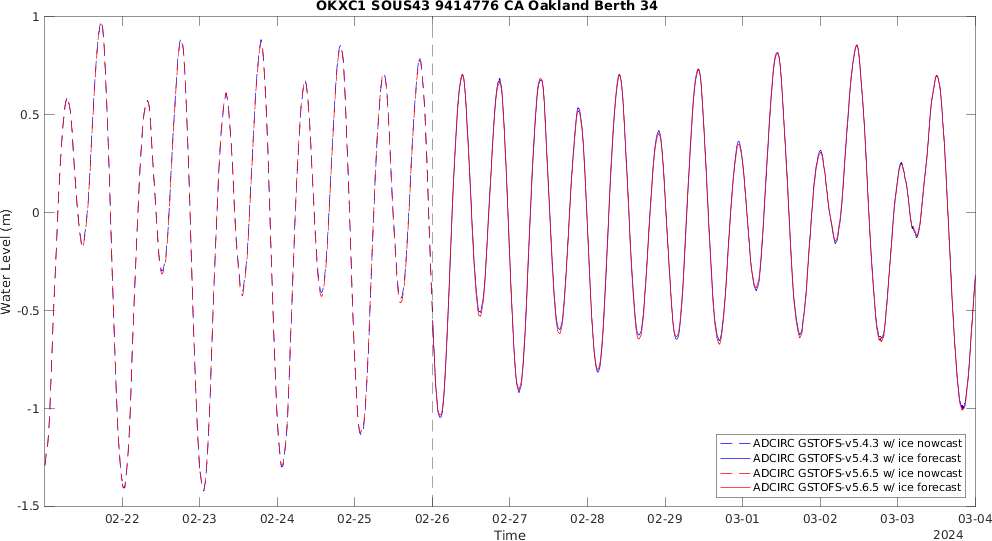 OKXC1 SOUS43 9414776 CA Oakland Berth 34
Water Level (m)
1
0.5
0
-0.5
-1
-1.5
02-22 02-23 02-24 02-25 02-26 02-27 02-28 02-29 03-01 03-02 03-03 03-04
Time
2024
ADCIRC GSTOFS-v5.4.3 w/ ice nowcast
ADCIRC GSTOFS-v5.4.3 w/ ice forecast
ADCIRC GSTOFS-v5.6.5 w/ ice nowcast
ADCIRC GSTOFS-v5.6.5 w/ ice forecast